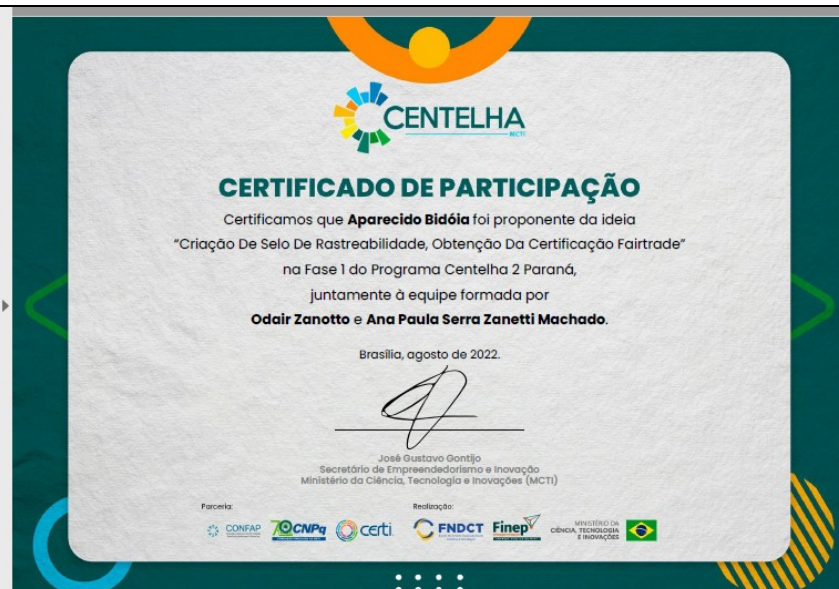 CENTELHA
MCTI
CERTIFICADO DE PARTICIPAÇÃO
Certificamos que Aparecido Bidóia foi proponente da ideia
“Criação De Selo De Rastreabilidade, Obtenção Da Certificação Fairtrade”
na Fase 1 do Programa Centelha 2 Paraná,
juntamente à equipe formada por
Odair Zanotto e Ana Paula Serra Zanetti Machado.
Brasília, agosto de 2022.
José Gustavo Gontijo
Secretário de Empreendedorismo e Inovação
Ministério da Ciência, Tecnologia e Inovações (MCTI)
Parceria:
Realização:
CONFAP
70 CNPq
certi
FNDCT
Finep
MINISTÉRIO DA
CIÊNCIA, TECNOLOGIA
E INOVAÇÕES